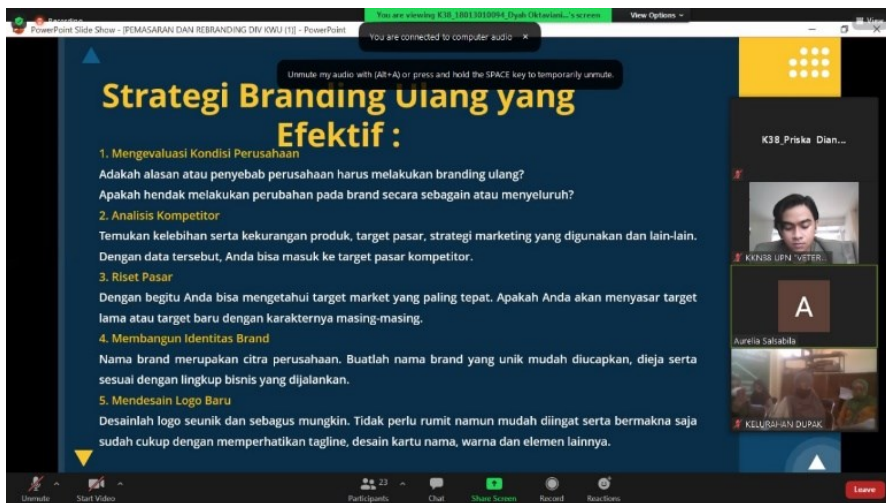 Recording
You are viewing K38_18013010094_Dyah Oktaviani...'s screen
View Options
View
PowerPoint Slide Show - [PEMASARAN DAN REBRANDING DIV KWU (1)] - PowerPoint
You are connected to computer audio
Unmute my audio with (Alt+A) or press and hold the SPACE key to temporarily unmute.
Strategi Branding Ulang yang
Efektif :
1. Mengevaluasi Kondisi Perusahaan
Adakah alasan atau penyebab perusahaan harus melakukan branding ulang?
Apakah hendak melakukan perubahan pada brand secara sebagain atau menyeluruh?
2. Analisis Kompetitor
Temukan kelebihan serta kekurangan produk, target pasar, strategi marketing yang digunakan dan lain-lain.
Dengan data tersebut, Anda bisa masuk ke target pasar kompetitor.
3. Riset Pasar
Dengan begitu Anda bisa mengetahui target market yang paling tepat. Apakah Anda akan menyasar target
lama atau target baru dengan karakternya masing-masing.
4. Membangun Identitas Brand
Nama brand merupakan citra perusahaan. Buatlah nama brand yang unik mudah diucapkan, dieja serta
sesuai dengan lingkup bisnis yang dijalankan.
5. Mendesain Logo Baru
Desainlah logo seunik dan sebagus mungkin. Tidak perlu rumit namun mudah diingat serta bermakna saja
sudah cukup dengan memperhatikan tagline, desain kartu nama, warna dan elemen lainnya.
K38_Priska Dian...
KKN38 UPN "VETER...
A
Aurelia Salsabila
KELURAHAN DUPAK
Unmute
Start Video
23
Participants
Chat
Share Screen
Record
Reactions
Leave